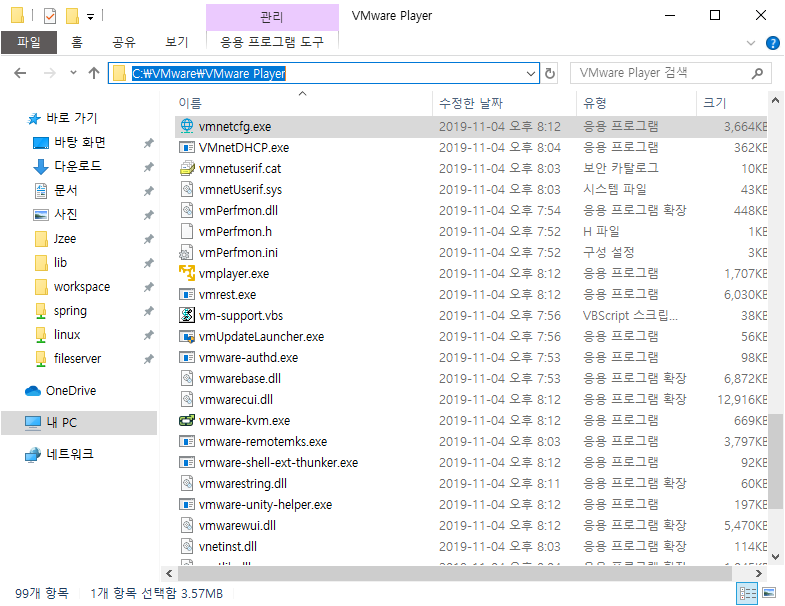 관리
VMware Player
파일
홈
공유
보기
응용 프로그램 도구
C:₩VMware₩VMware Player
VMware Player 검색
이름 수정한 날짜 유형 크기
vmnetcfg.exe 2019-11-04 오후 8:12 응용 프로그램 3,664KB
VMnetDHCP.exe 2019-11-04 오후 8:04 응용 프로그램 362KB
vmnetuserif.cat 2019-11-04 오후 8:03 보안 카탈로그 10KB
vmnetUserif.sys 2019-11-04 오후 8:03 시스템 파일 43KB
vmPerfmon.dll 2019-11-04 오후 7:54 응용 프로그램 확장 448KB
vmPerfmon.h 2019-11-04 오후 7:52 H 파일 1KB
vmPerfmon.ini 2019-11-04 오후 7:52 구성 설정 3KB
vmplayer.exe 2019-11-04 오후 8:12 응용 프로그램 1,707KB
vmrest.exe 2019-11-04 오후 8:12 응용 프로그램 6,030KB
vm-support.vbs 2019-11-04 오후 7:56 VBScript 스크립... 38KB
vmUpdateLauncher.exe 2019-11-04 오후 7:56 응용 프로그램 56KB
vmware-authd.exe 2019-11-04 오후 7:53 응용 프로그램 98KB
vmwarebase.dll 2019-11-04 오후 7:53 응용 프로그램 확장 6,872KB
vmwarecui.dll 2019-11-04 오후 8:12 응용 프로그램 확장 12,916KB
vmware-kvm.exe 2019-11-04 오후 8:12 응용 프로그램 669KB
vmware-remotemks.exe 2019-11-04 오후 8:03 응용 프로그램 3,797KB
vmware-shell-ext-thunker.exe 2019-11-04 오후 8:12 응용 프로그램 92KB
vmwarestring.dll 2019-11-04 오후 8:11 응용 프로그램 확장 60KB
vmware-unity-helper.exe 2019-11-04 오후 8:12 응용 프로그램 197KB
vmwarewui.dll 2019-11-04 오후 8:12 응용 프로그램 확장 5,470KB
vnetinst.dll 2019-11-04 오후 8:03 응용 프로그램 확장 114KB
바로 가기
바탕 화면
다운로드
문서
사진
Jzee
lib
workspace
spring
linux
fileserver
OneDrive
내 PC
네트워크
99개 항목 1개 항목 선택함 3.57MB